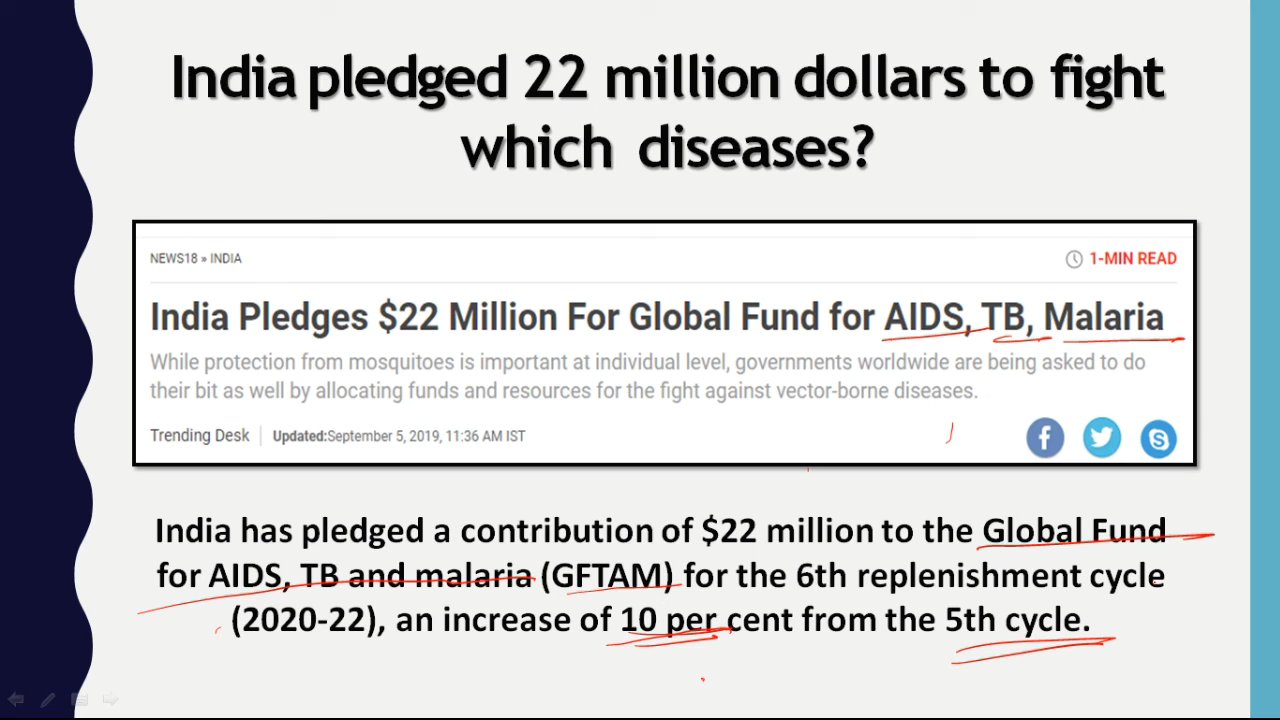 India pledged 22 million dollars to fight
which diseases?
NEWS18 » INDIA
1-MIN READ
India Pledges $22 Million For Global Fund for AIDS, TB, Malaria
While protection from mosquitoes is important at individual level, governments worldwide are being asked to do
their bit as well by allocating funds and resources for the fight against vector-borne diseases.
Trending Desk Updated:September 5, 2019, 11:36 AM IST
India has pledged a contribution of $22 million to the Global Fund
for AIDS, TB and malaria (GFTAM) for the 6th replenishment cycle
(2020-22), an increase of 10 per cent from the 5th cycle.